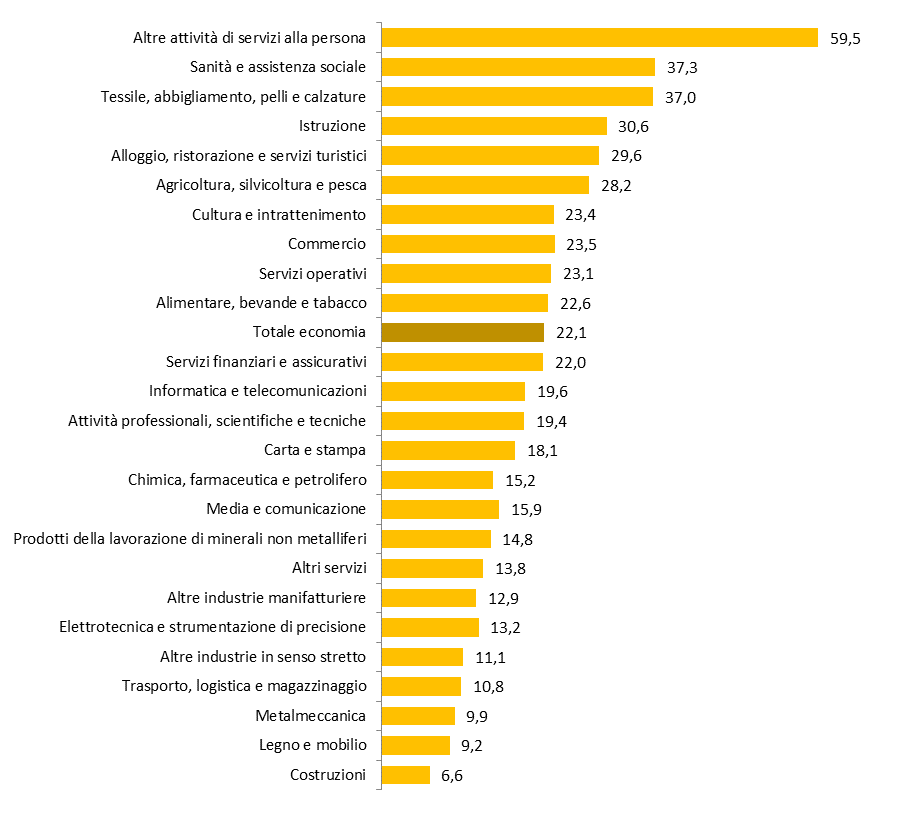 Altre attività di servizi alla persona 59,5
Sanità e assistenza sociale 37,3
Tessile, abbigliamento, pelli e calzature 37,0
Istruzione 30,6
Alloggio, ristorazione e servizi turistici 29,6
Agricoltura, silvicoltura e pesca 28,2
Cultura e intrattenimento 23,4
Commercio 23,5
Servizi operativi 23,1
Alimentare, bevande e tabacco 22,6
Totale economia 22,1
Servizi finanziari e assicurativi 22,0
Informatica e telecomunicazioni 19,6
Attività professionali, scientifiche e tecniche 19,4
Carta e stampa 18,1
Chimica, farmaceutica e petrolifero 15,2
Media e comunicazione 15,9
Prodotti della lavorazione di minerali non metalliferi 14,8
Altri servizi 13,8
Altre industrie manifatturiere 12,9
Elettrotecnica e strumentazione di precisione 13,2
Altre industrie in senso stretto 11,1
Trasporto, logistica e magazzinaggio 10,8
Metalmeccanica 9,9
Legno e mobilio 9,2
Costruzioni 6,6